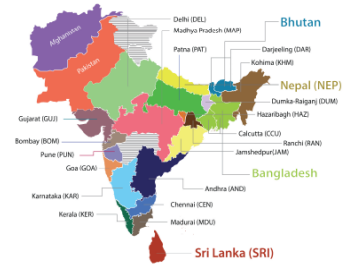 Delhi (DEL)
Madhya Pradesh (MAP)
Bhutan
Afghanistan
Patna (PAT)
Darjeeling (DAR)
Kohima (KHM)
Pakistan
Nepal (NEP)
Dumka-Raiganj (DUM)
Hazaribagh (HAZ)
Gujarat (GUJ)
Calcutta (CCU)
Bombay (BOM)
Ranchi (RAN)
Pune (PUN)
Jamshedpur(JAM)
Goa (GOA)
Bangladesh
Karnataka (KAR)
Andhra (AND)
Chennai (CEN)
Kerala (KER)
Madurai (MDU)
Sri Lanka (SRI)